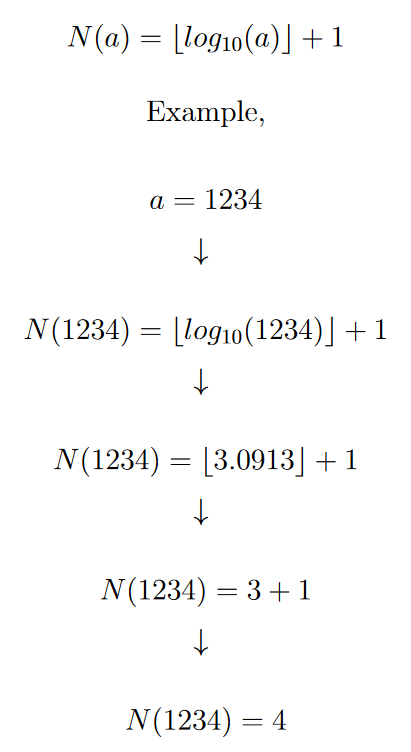 N(a) = ⌊log₁₀(a)⌋ + 1
Example,
a = 1234
↓
N(1234) = ⌊log₁₀(1234)⌋ + 1
↓
N(1234) = ⌊3.0913⌋ + 1
↓
N(1234) = 3 + 1
↓
N(1234) = 4